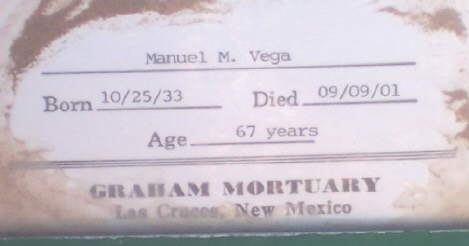 Manuel M. Vega
Born 10/25/33 Died 09/09/01
Age 67 years
GRAHAM MORTUARY
Las Cruces, New Mexico